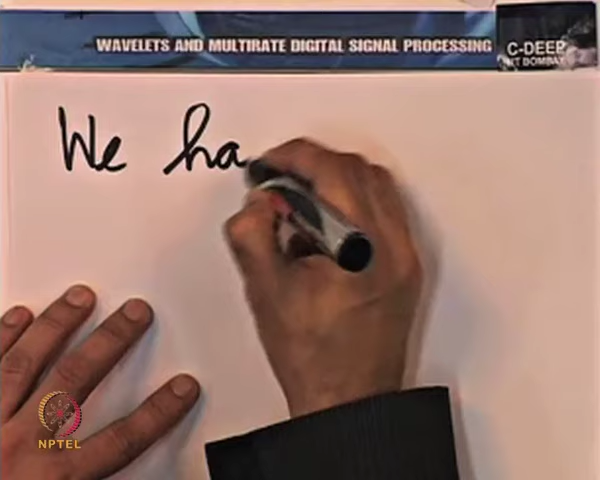 WAVELETS AND MULTIRATE DIGITAL SIGNAL PROCESSING
C-DEEP
IIT BOMBAY
We ha
NPTEL